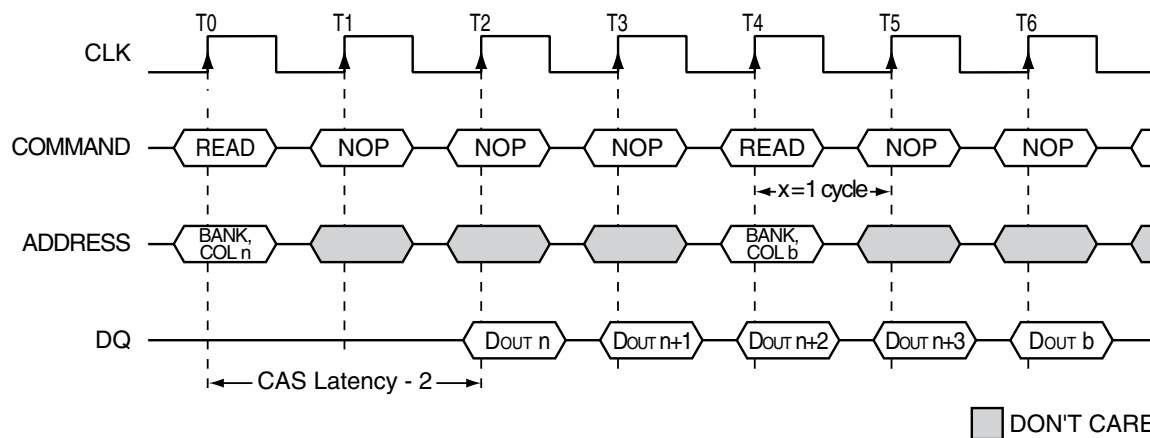 T0 T1 T2 T3 T4 T5 T6
CLK
COMMAND READ NOP NOP NOP READ NOP NOP
x=1 cycle
ADDRESS BANK, COL n BANK, COL b
DQ DOUT n DOUT n+1 DOUT n+2 DOUT n+3 DOUT b
CAS Latency - 2
DON'T CARE